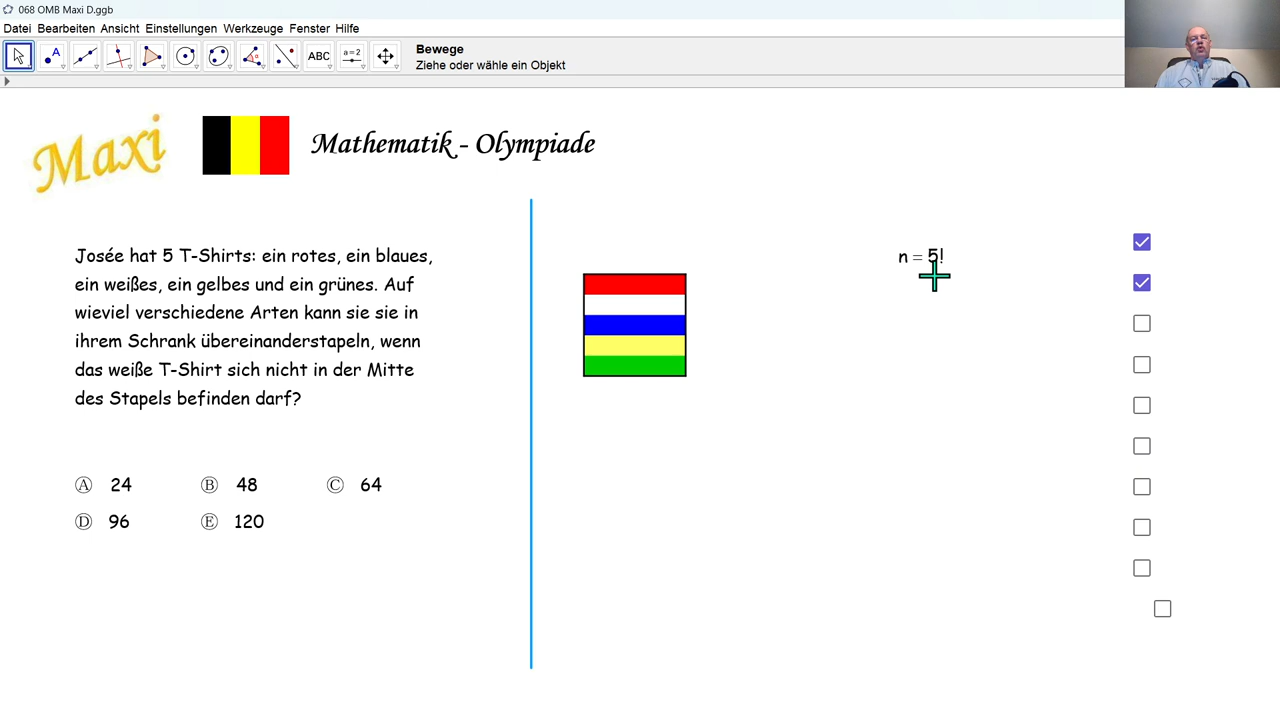 068 OMB Maxi D.ggb
Datei Bearbeiten Ansicht Einstellungen Werkzeuge Fenster Hilfe
A
ABC
a=2
Bewege
Ziehe oder wähle ein Objekt
Maxi
Mathematik - Olympiade
Josée hat 5 T-Shirts: ein rotes, ein blaues,
ein weißes, ein gelbes und ein grünes. Auf
wieviel verschiedene Arten kann sie sie in
ihrem Schrank übereinanderstapeln, wenn
das weiße T-Shirt sich nicht in der Mitte
des Stapels befinden darf?
Ⓐ 24 Ⓑ 48 Ⓒ 64
Ⓓ 96 Ⓔ 120
n = 5!